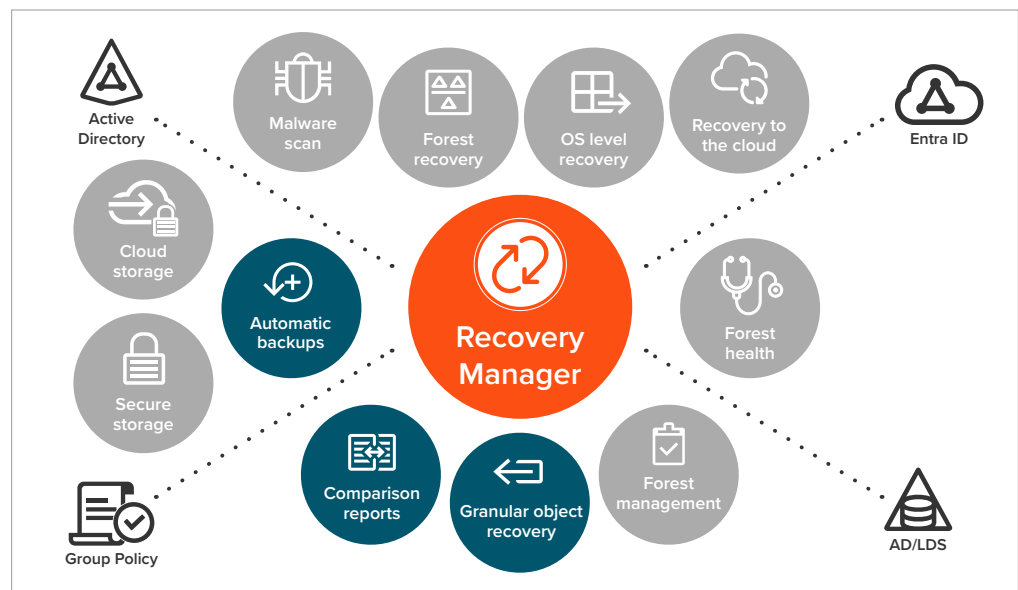 Active
Directory
Malware
scan
Forest
recovery
OS level
recovery
Recovery to
the cloud
Entra ID
Cloud
storage
Automatic
backups
Recovery
Manager
Forest
health
Secure
storage
Comparison
reports
Granular object
recovery
Forest
management
Group Policy
AD/LDS